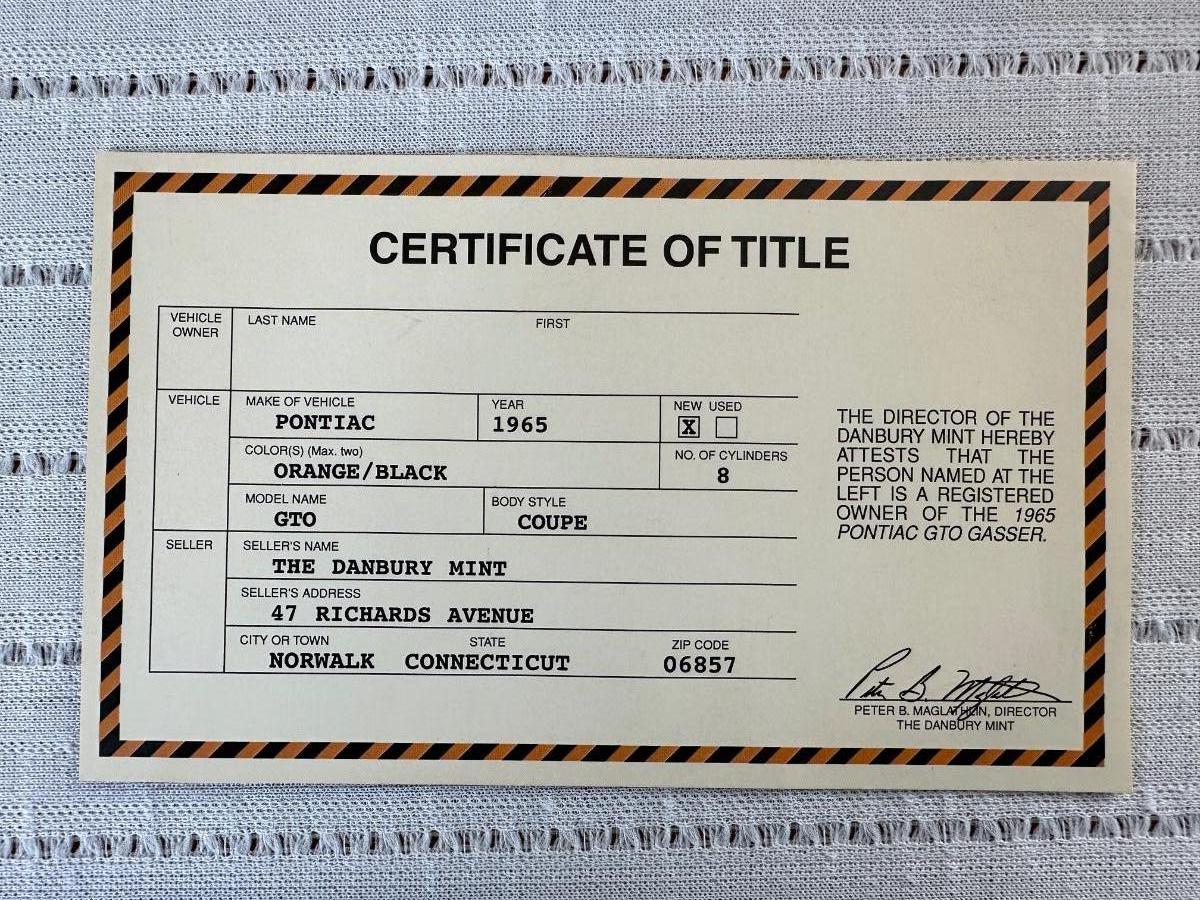 CERTIFICATE OF TITLE
VEHICLE OWNER
LAST NAME FIRST
VEHICLE
MAKE OF VEHICLE YEAR NEW USED
PONTIAC 1965 X
COLOR(S) (Max. two) NO. OF CYLINDERS
ORANGE/BLACK 8
MODEL NAME BODY STYLE
GTO COUPE
SELLER
SELLER'S NAME
THE DANBURY MINT
SELLER'S ADDRESS
47 RICHARDS AVENUE
CITY OR TOWN STATE ZIP CODE
NORWALK CONNECTICUT 06857
THE DIRECTOR OF THE
DANBURY MINT HEREBY
ATTESTS THAT THE
PERSON NAMED AT THE
LEFT IS A REGISTERED
OWNER OF THE 1965
PONTIAC GTO GASSER.
Peter B. Maglathlin
PETER B. MAGLATHLIN, DIRECTOR
THE DANBURY MINT